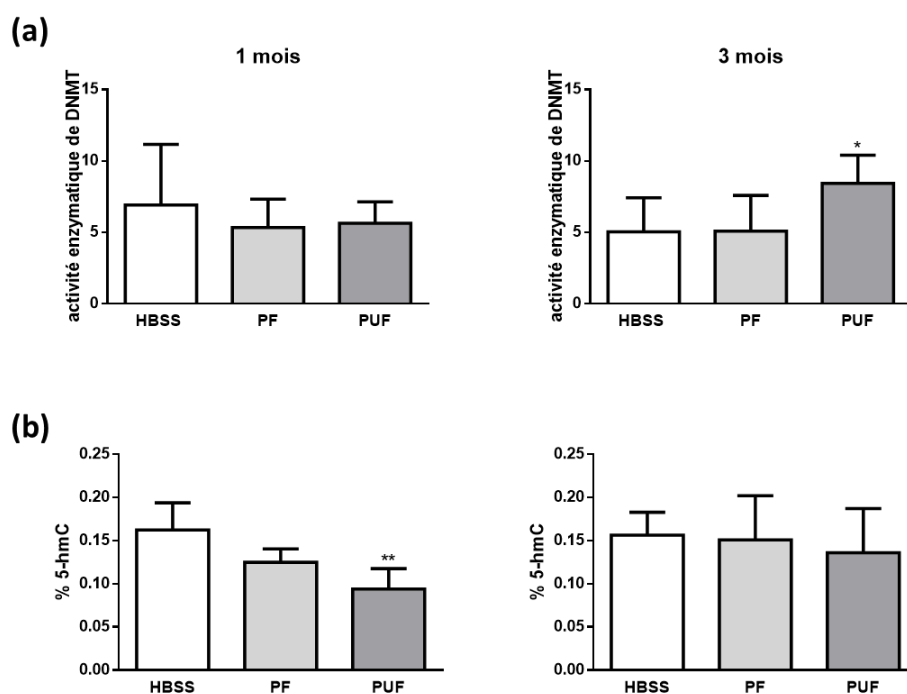 (a)
1 mois
activité enzymatique de DNMT
15
10
5
0
HBSS PF PUF
3 mois
activité enzymatique de DNMT
15
10
5
0
*
HBSS PF PUF
(b)
% 5-hmC
0.25
0.20
0.15
0.10
0.05
0.00
**
HBSS PF PUF
% 5-hmC
0.25
0.20
0.15
0.10
0.05
0.00
HBSS PF PUF